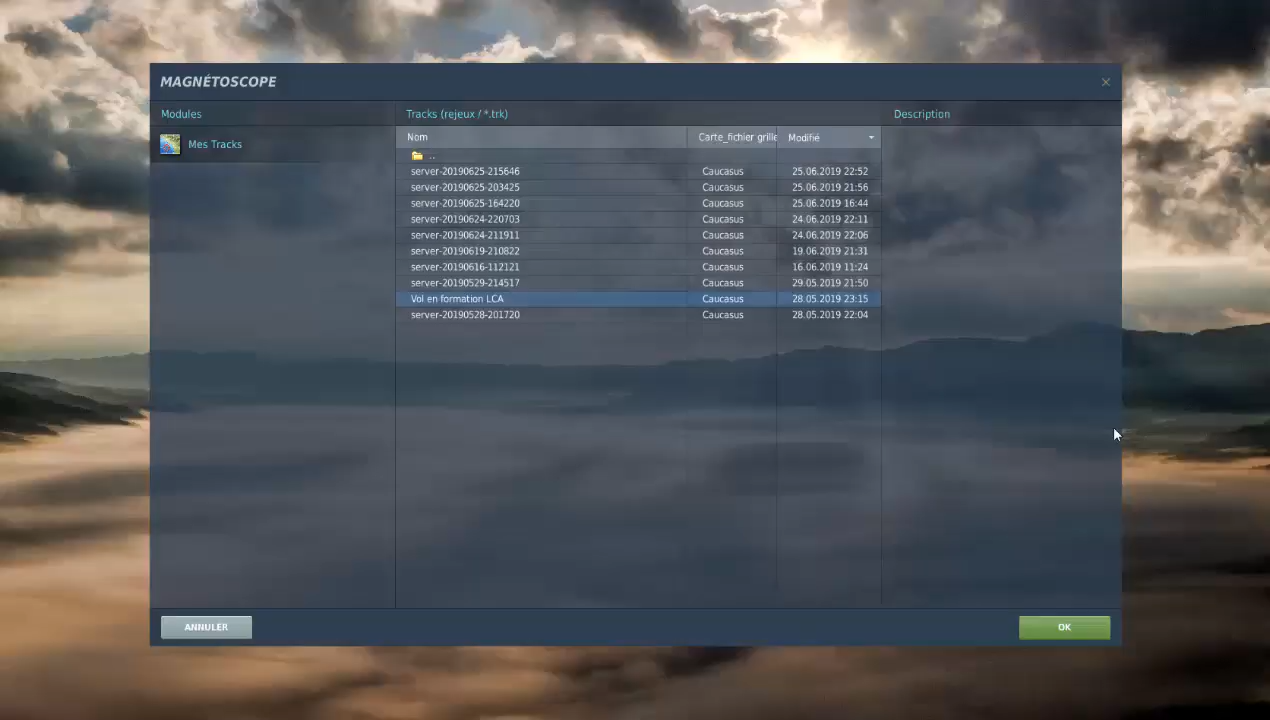 MAGNÉTOSCOPE
×
Modules
Tracks (rejeux / *.trk)
Description
Mes Tracks
Nom Carte_fichier grille Modifié
..
server-20190625-215646 Caucasus 25.06.2019 22:52
server-20190625-203425 Caucasus 25.06.2019 21:56
server-20190625-164220 Caucasus 25.06.2019 16:44
server-20190624-220703 Caucasus 24.06.2019 22:11
server-20190624-211911 Caucasus 24.06.2019 22:06
server-20190619-210822 Caucasus 19.06.2019 21:31
server-20190616-112121 Caucasus 16.06.2019 11:24
server-20190529-214517 Caucasus 29.05.2019 21:50
Vol en formation LCA Caucasus 28.05.2019 23:15
server-20190528-201720 Caucasus 28.05.2019 22:04
ANNULER
OK